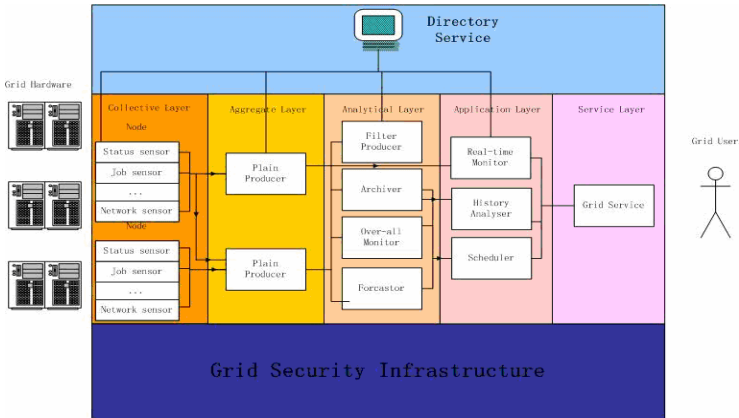 Directory
Service
Grid Hardware
Collective Layer
Aggregate Layer
Analytical Layer
Application Layer
Service Layer
Node
Status sensor
Job sensor
...
Network sensor
Node
Status sensor
Job sensor
...
Network sensor
Plain
Producer
Plain
Producer
Filter
Producer
Archiver
Over-all
Monitor
Forcastor
Real-time
Monitor
History
Analyser
Scheduler
Grid Service
Grid User
Grid Security Infrastructure